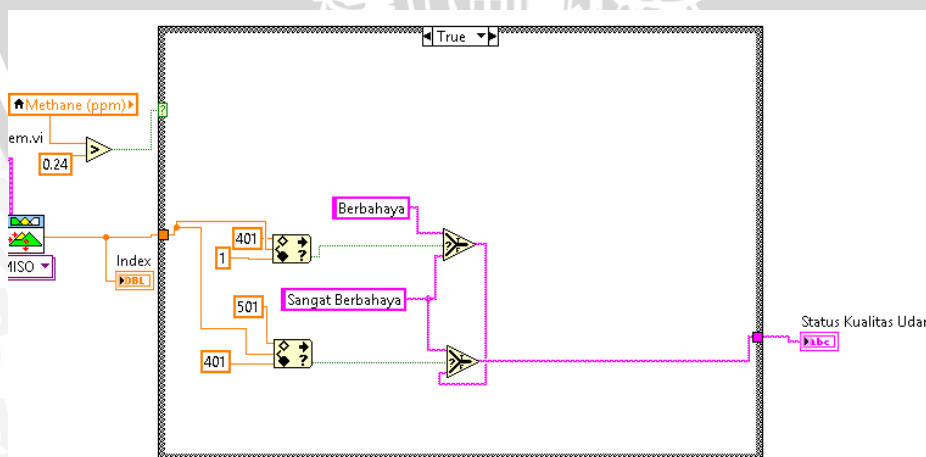 True
Methane (ppm)
em.vi
0.24
>
?
Berbahaya
401
?
1
Index
DBL
MISO
Sangat Berbahaya
501
?
401
Status Kualitas Udar
abc